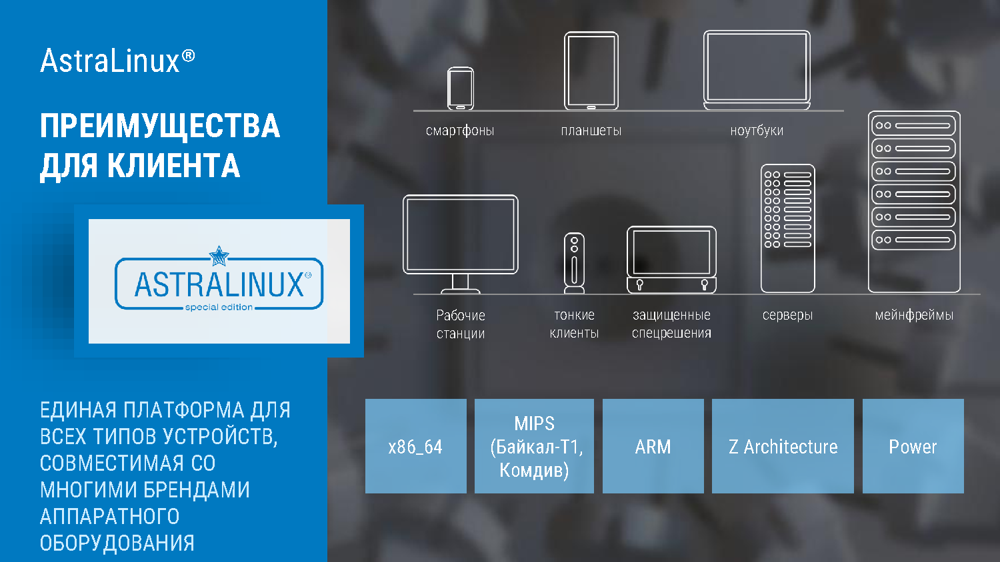 AstraLinux®
ПРЕИМУЩЕСТВА
ДЛЯ КЛИЕНТА
ASTRALINUX®
special edition
ЕДИНАЯ ПЛАТФОРМА ДЛЯ
ВСЕХ ТИПОВ УСТРОЙСТВ,
СОВМЕСТИМАЯ СО
МНОГИМИ БРЕНДАМИ
АППАРАТНОГО
ОБОРУДОВАНИЯ
смартфоны
планшеты
ноутбуки
Рабочие
станции
тонкие
клиенты
защищенные
спецрешения
серверы
мейнфреймы
x86_64
MIPS
(Байкал-T1,
Комдив)
ARM
Z Architecture
Power